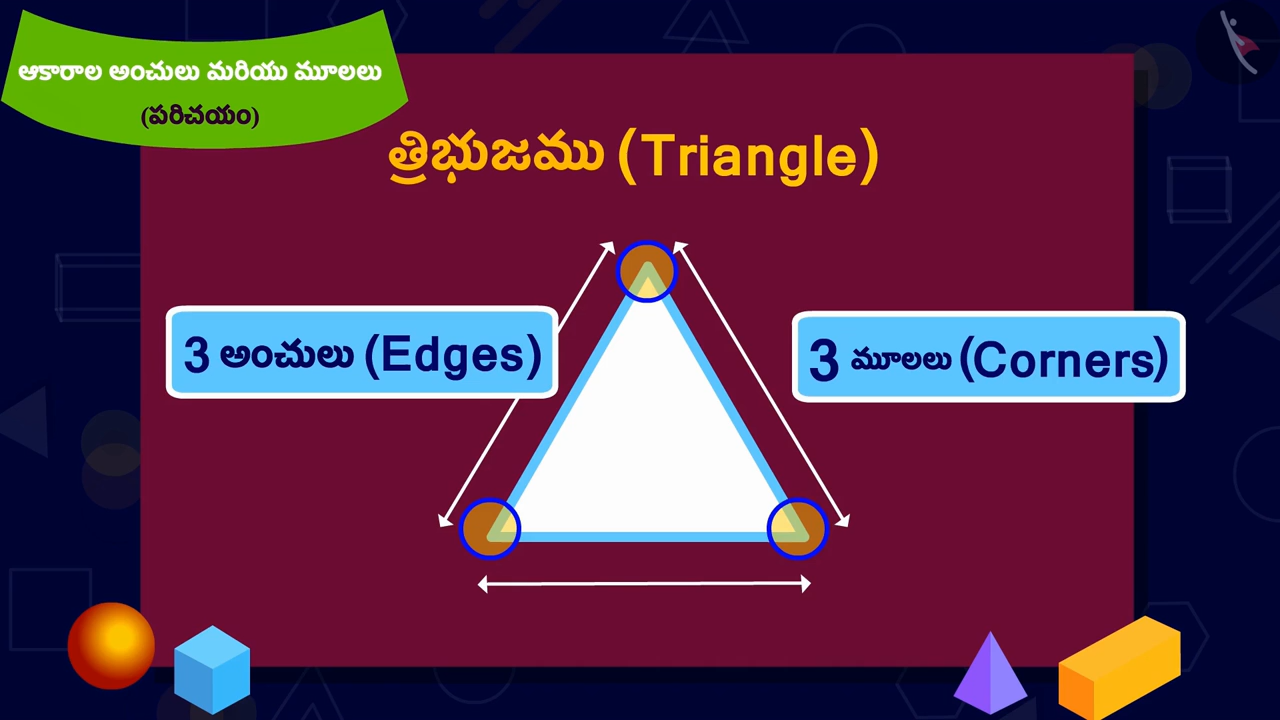 ఆకారాల అంచులు మరియు మూలలు
(పరిచయం)
త్రిభుజము (Triangle)
3 అంచులు (Edges)
3 మూలలు (Corners)